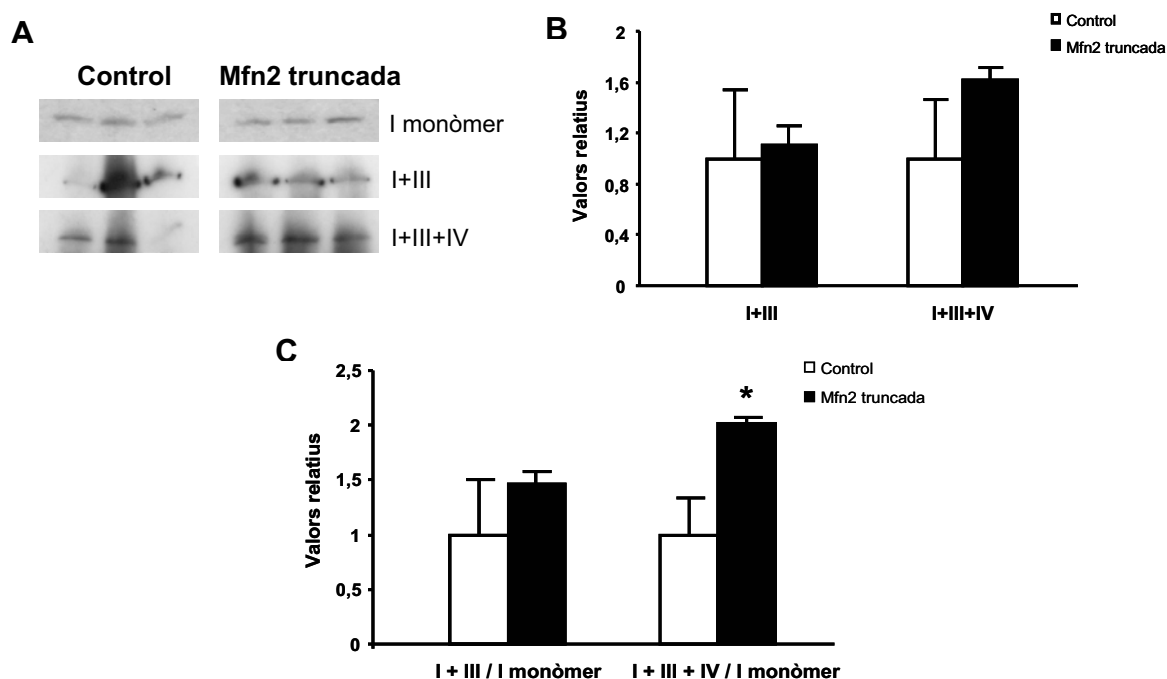 A
Control Mfn2 truncada
I monòmer
I+III
I+III+IV
B
Control
Mfn2 truncada
Valors relatius
2
1,6
1,2
0,8
0,4
0
I+III I+III+IV
C
Control
Mfn2 truncada
Valors relatius
2,5
2
1,5
1
0,5
0
*
I + III / I monòmer I + III + IV / I monòmer